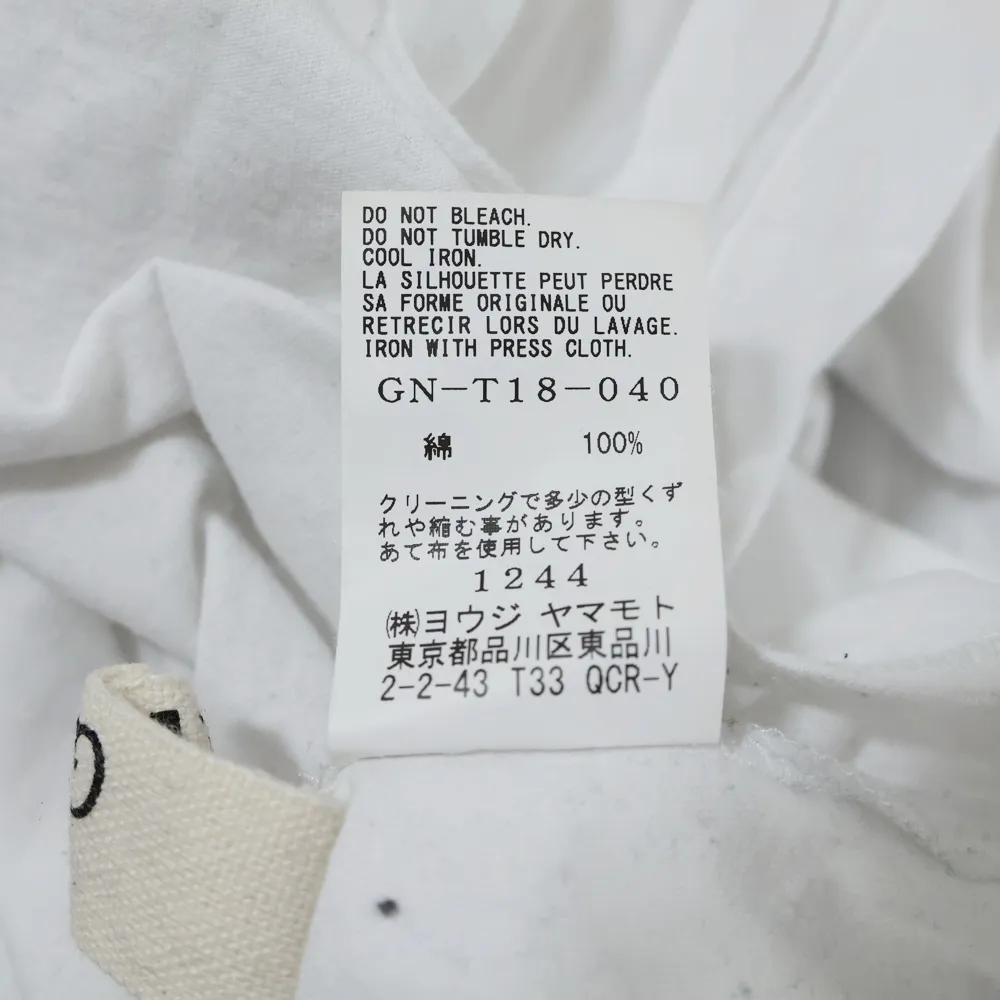 DO NOT BLEACH.
DO NOT TUMBLE DRY.
COOL IRON.
LA SILHOUETTE PEUT PERDRE
SA FORME ORIGINALE OU
RETRECIR LORS DU LAVAGE.
IRON WITH PRESS CLOTH.
GN-T18-040
綿 100%
クリーニングで多少の型くず
れや縮む事があります。
あて布を使用して下さい。
1244
㈱ヨウジ ヤマモト
東京都品川区東品川
2-2-43 T33 QCR-Y